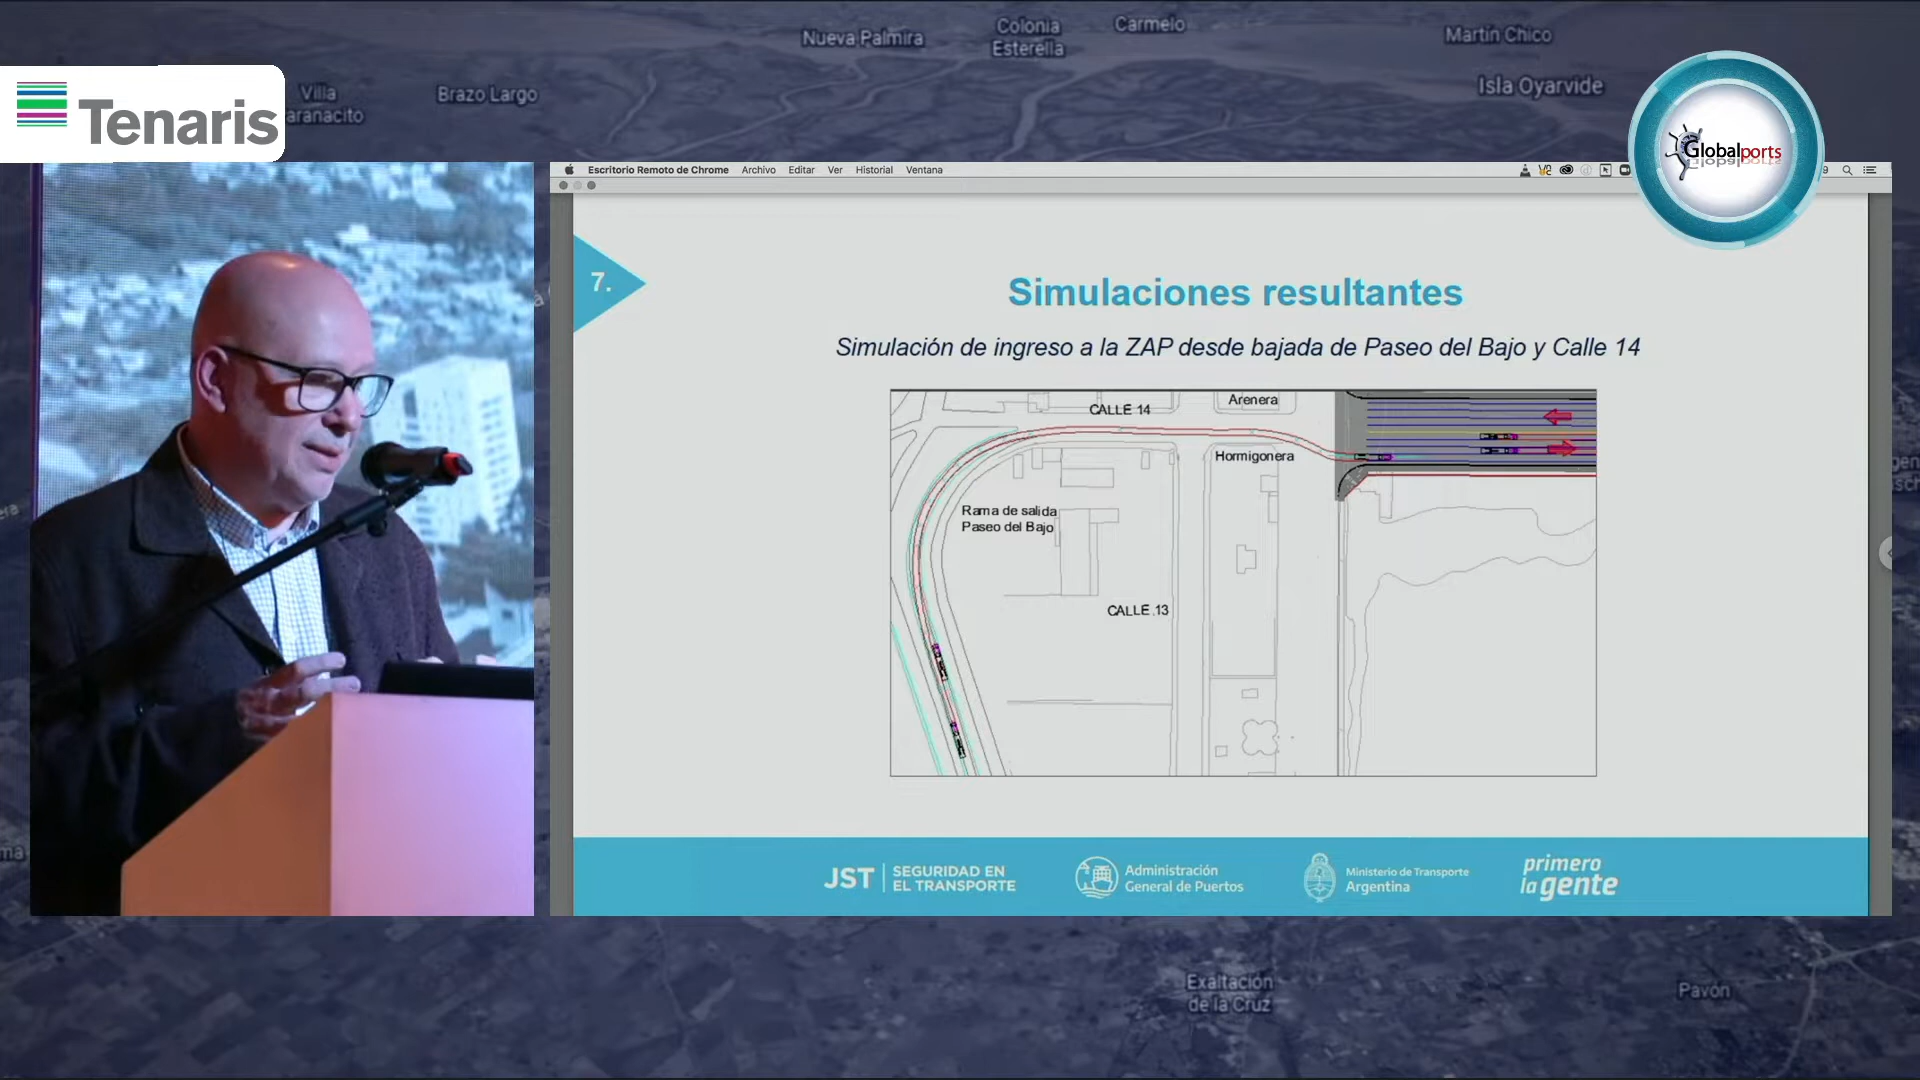 Nueva Palmira
Colonia
Esterella
Carmelo
Martín Chico
Isla Oyarvide
Villa
aranacito
Brazo Largo
Tenaris
Globalports
Escritorio Remoto de Chrome Archivo Editar Ver Historial Ventana
7.
Simulaciones resultantes
Simulación de ingreso a la ZAP desde bajada de Paseo del Bajo y Calle 14
CALLE 14
Arenera
Hormigonera
Rama de salida
Paseo del Bajo
CALLE.13
JST SEGURIDAD EN
EL TRANSPORTE
Administración
General de Puertos
Ministerio de Transporte
Argentina
primero
la gente
Exaltación
de la Cruz
Pavón